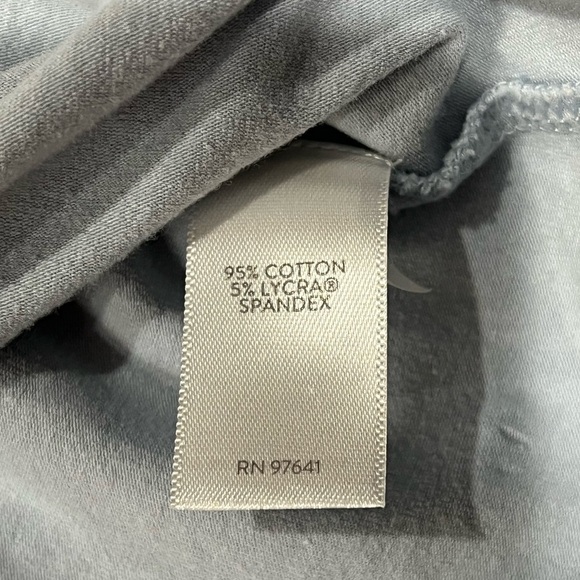 95% COTTON
5% LYCRA®
SPANDEX
RN 97641